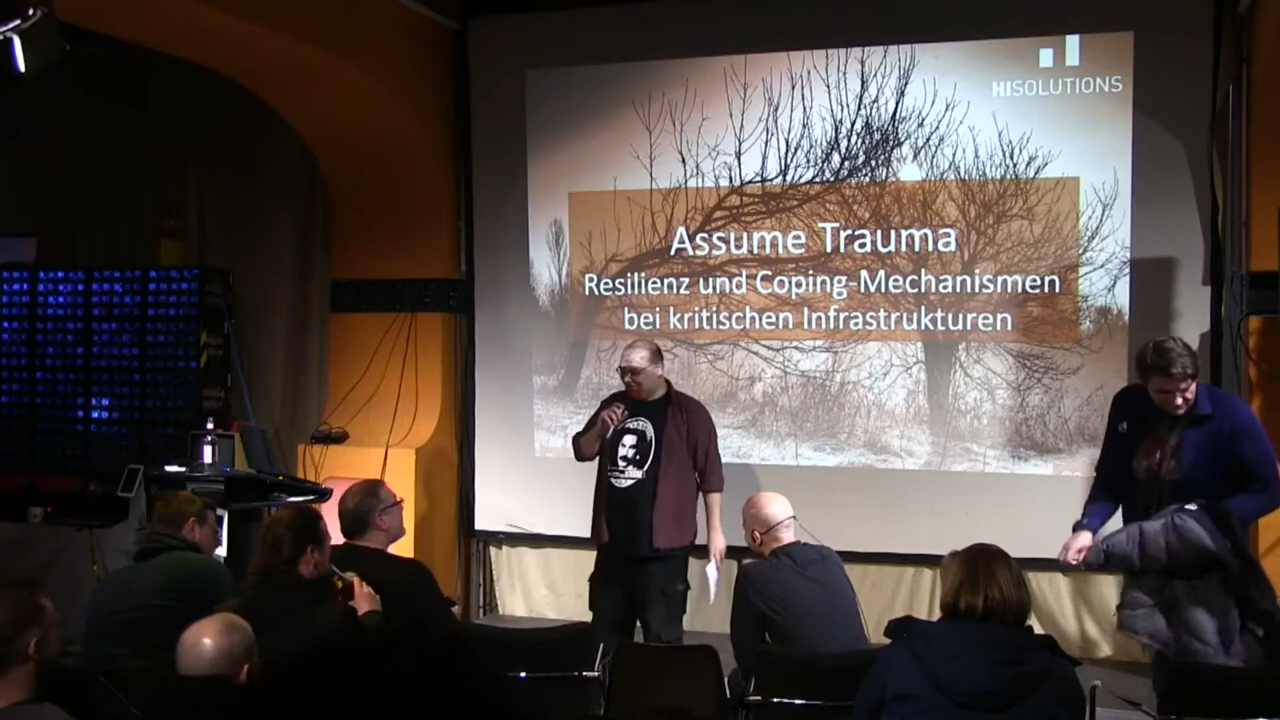 HISOLUTIONS
Assume Trauma
Resilienz und Coping-Mechanismen
bei kritischen Infrastrukturen